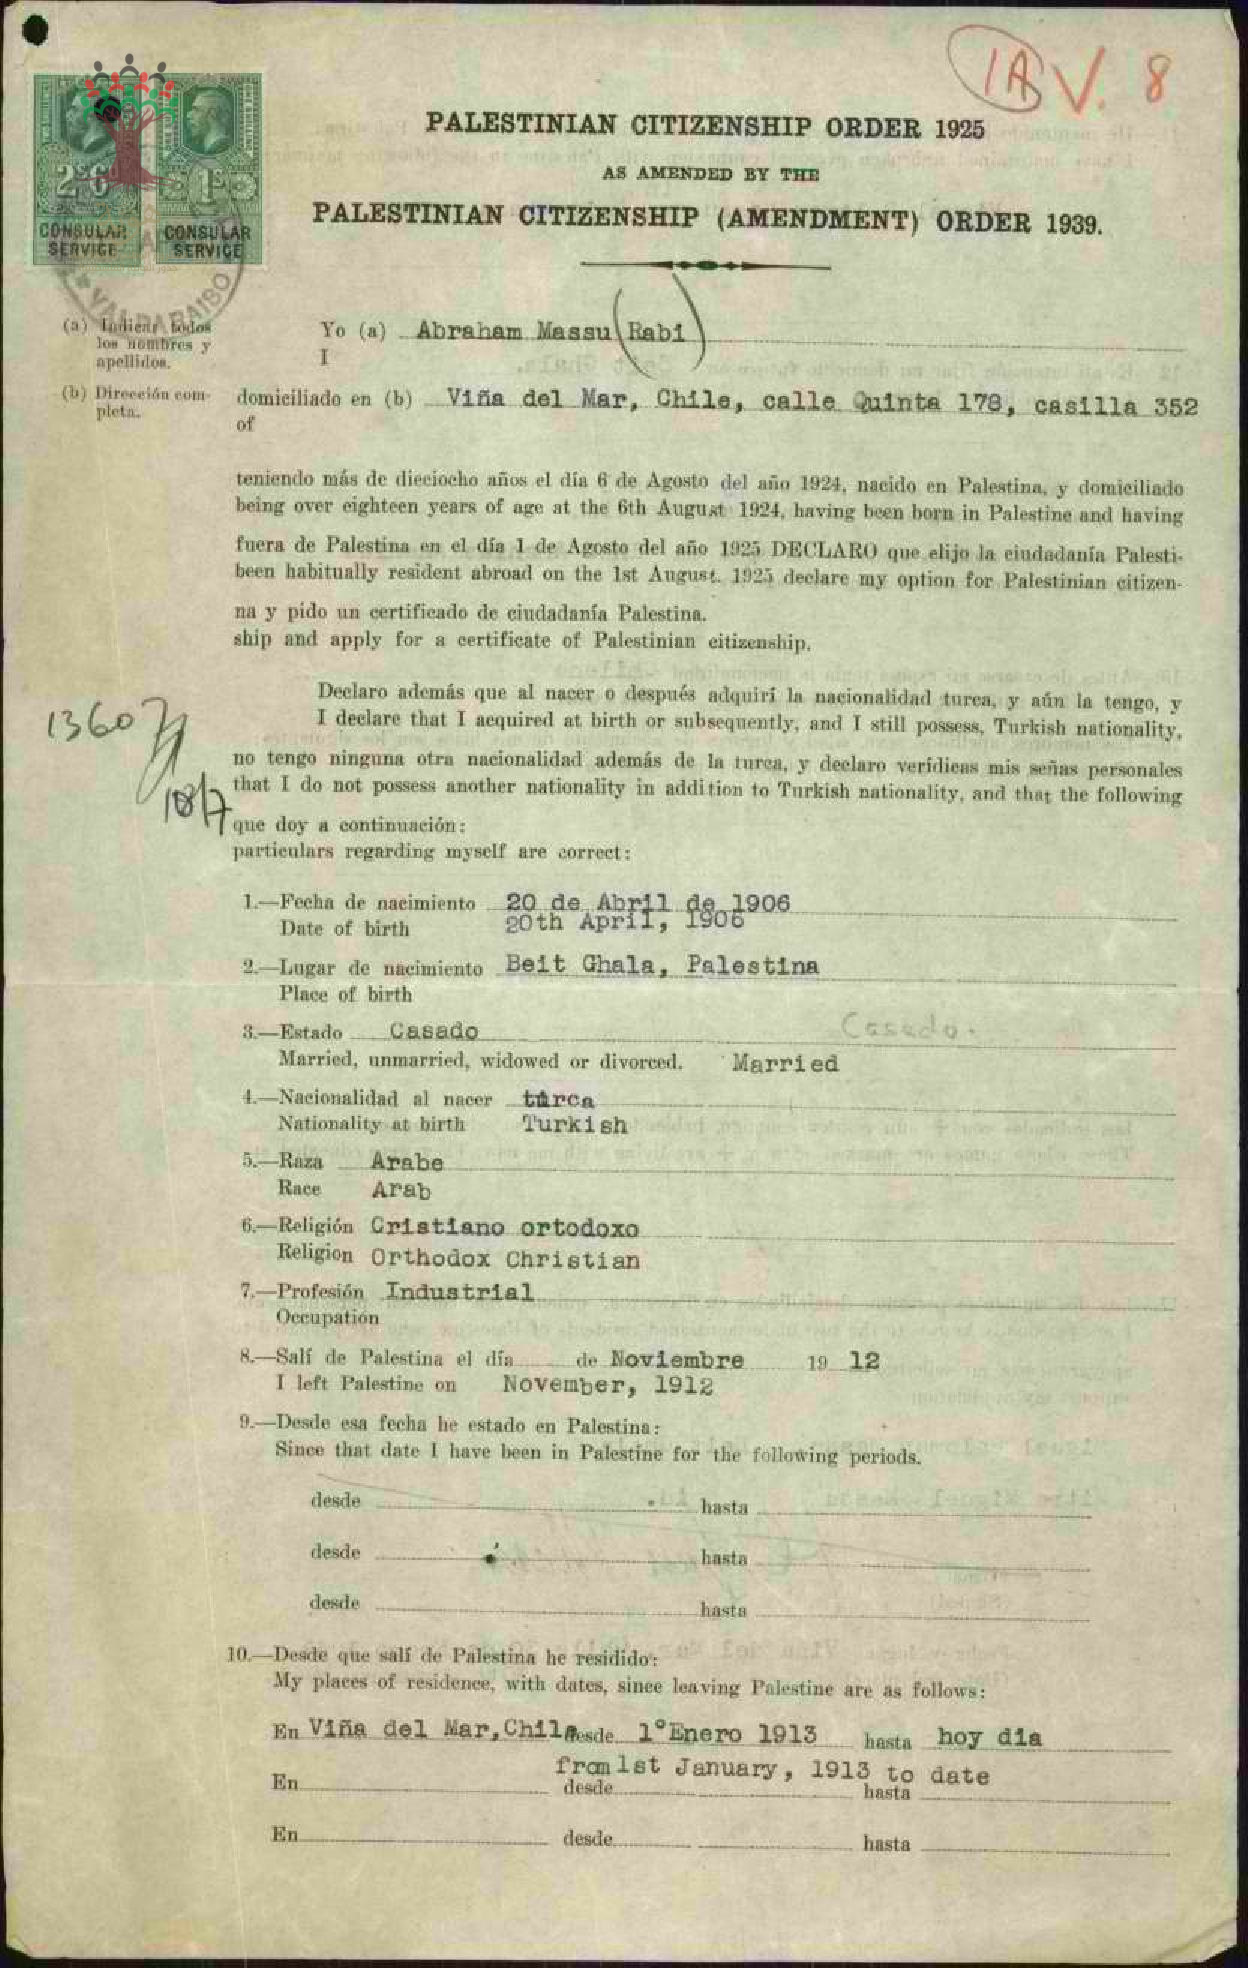 1A V. 8
2s6d
1s
CONSULAR SERVICE
CONSULAR SERVICE
VALPARAISO
PALESTINIAN CITIZENSHIP ORDER 1925
AS AMENDED BY THE
PALESTINIAN CITIZENSHIP (AMENDMENT) ORDER 1939.
(a) Indicar todos
los nombres y
apellidos.
Yo (a) Abraham Massu (Rabi)
I
(b) Dirección com-
pleta.
domiciliado en (b) Viña del Mar, Chile, calle Quinta 178, casilla 352
of
teniendo más de dieciocho años el día 6 de Agosto del año 1924, nacido en Palestina, y domiciliado
being over eighteen years of age at the 6th August 1924, having been born in Palestine and having
fuera de Palestina en el día 1 de Agosto del año 1925 DECLARO que elijo la ciudadanía Palesti-
been habitually resident abroad on the 1st August. 1925 declare my option for Palestinian citizen-
na y pido un certificado de ciudadanía Palestina.
ship and apply for a certificate of Palestinian citizenship.
Declaro además que al nacer o después adquirí la nacionalidad turca, y aún la tengo, y
I declare that I acquired at birth or subsequently, and I still possess, Turkish nationality,
no tengo ninguna otra nacionalidad además de la turca, y declaro verídicas mis señas personales
that I do not possess another nationality in addition to Turkish nationality, and that the following
que doy a continuación:
particulars regarding myself are correct:
13607
18/7
1.—Fecha de nacimiento 20 de Abril de 1906
Date of birth 20th April, 1906
2.—Lugar de nacimiento Beit Ghala, Palestina
Place of birth
3.—Estado Casado Casado.
Married, unmarried, widowed or divorced. Married
4.—Nacionalidad al nacer turca
Nationality at birth Turkish
5.—Raza Arabe
Race Arab
6.—Religión Cristiano ortodoxo
Religion Orthodox Christian
7.—Profesión Industrial
Occupation
8.—Salí de Palestina el día de Noviembre 19 12
I left Palestine on November, 1912
9.—Desde esa fecha he estado en Palestina:
Since that date I have been in Palestine for the following periods.
desde hasta
desde hasta
desde hasta
10.—Desde que salí de Palestina he residido:
My places of residence, with dates, since leaving Palestine are as follows:
En Viña del Mar, Chile desde 1° Enero 1913 hasta hoy dia
from 1st January, 1913 to date
En desde hasta
En desde hasta